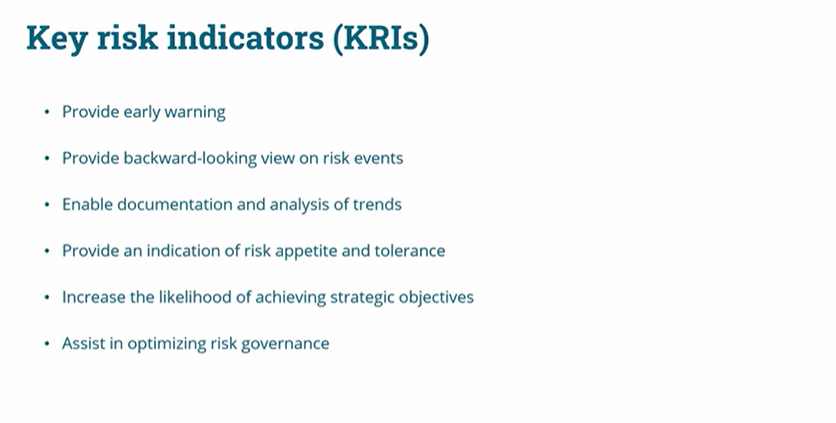 Key risk indicators (KRIs)
• Provide early warning
• Provide backward-looking view on risk events
• Enable documentation and analysis of trends
• Provide an indication of risk appetite and tolerance
• Increase the likelihood of achieving strategic objectives
• Assist in optimizing risk governance